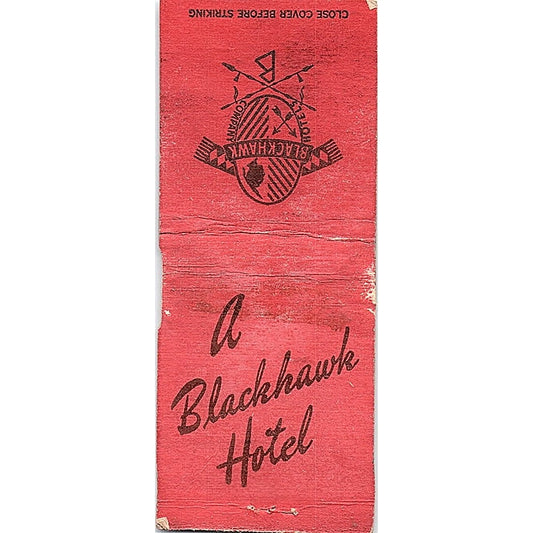 CLOSE COVER BEFORE STRIKING
B
HOTELS
COMPANY
BLACKHAWK
A
Blackhawk
Hotel